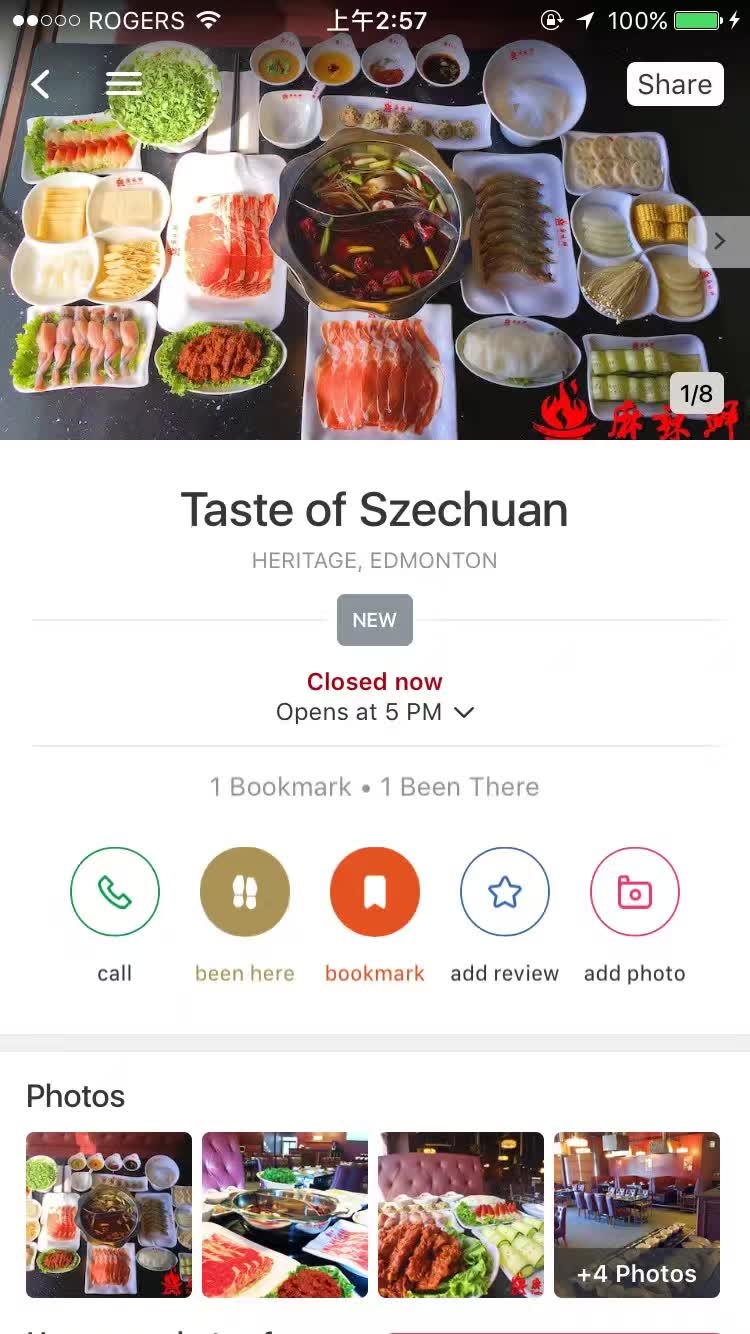 ROGERS 上午2:57 100%
Share
1/8
麻辣
Taste of Szechuan
HERITAGE, EDMONTON
NEW
Closed now
Opens at 5 PM
1 Bookmark • 1 Been There
call been here bookmark add review add photo
Photos
+4 Photos